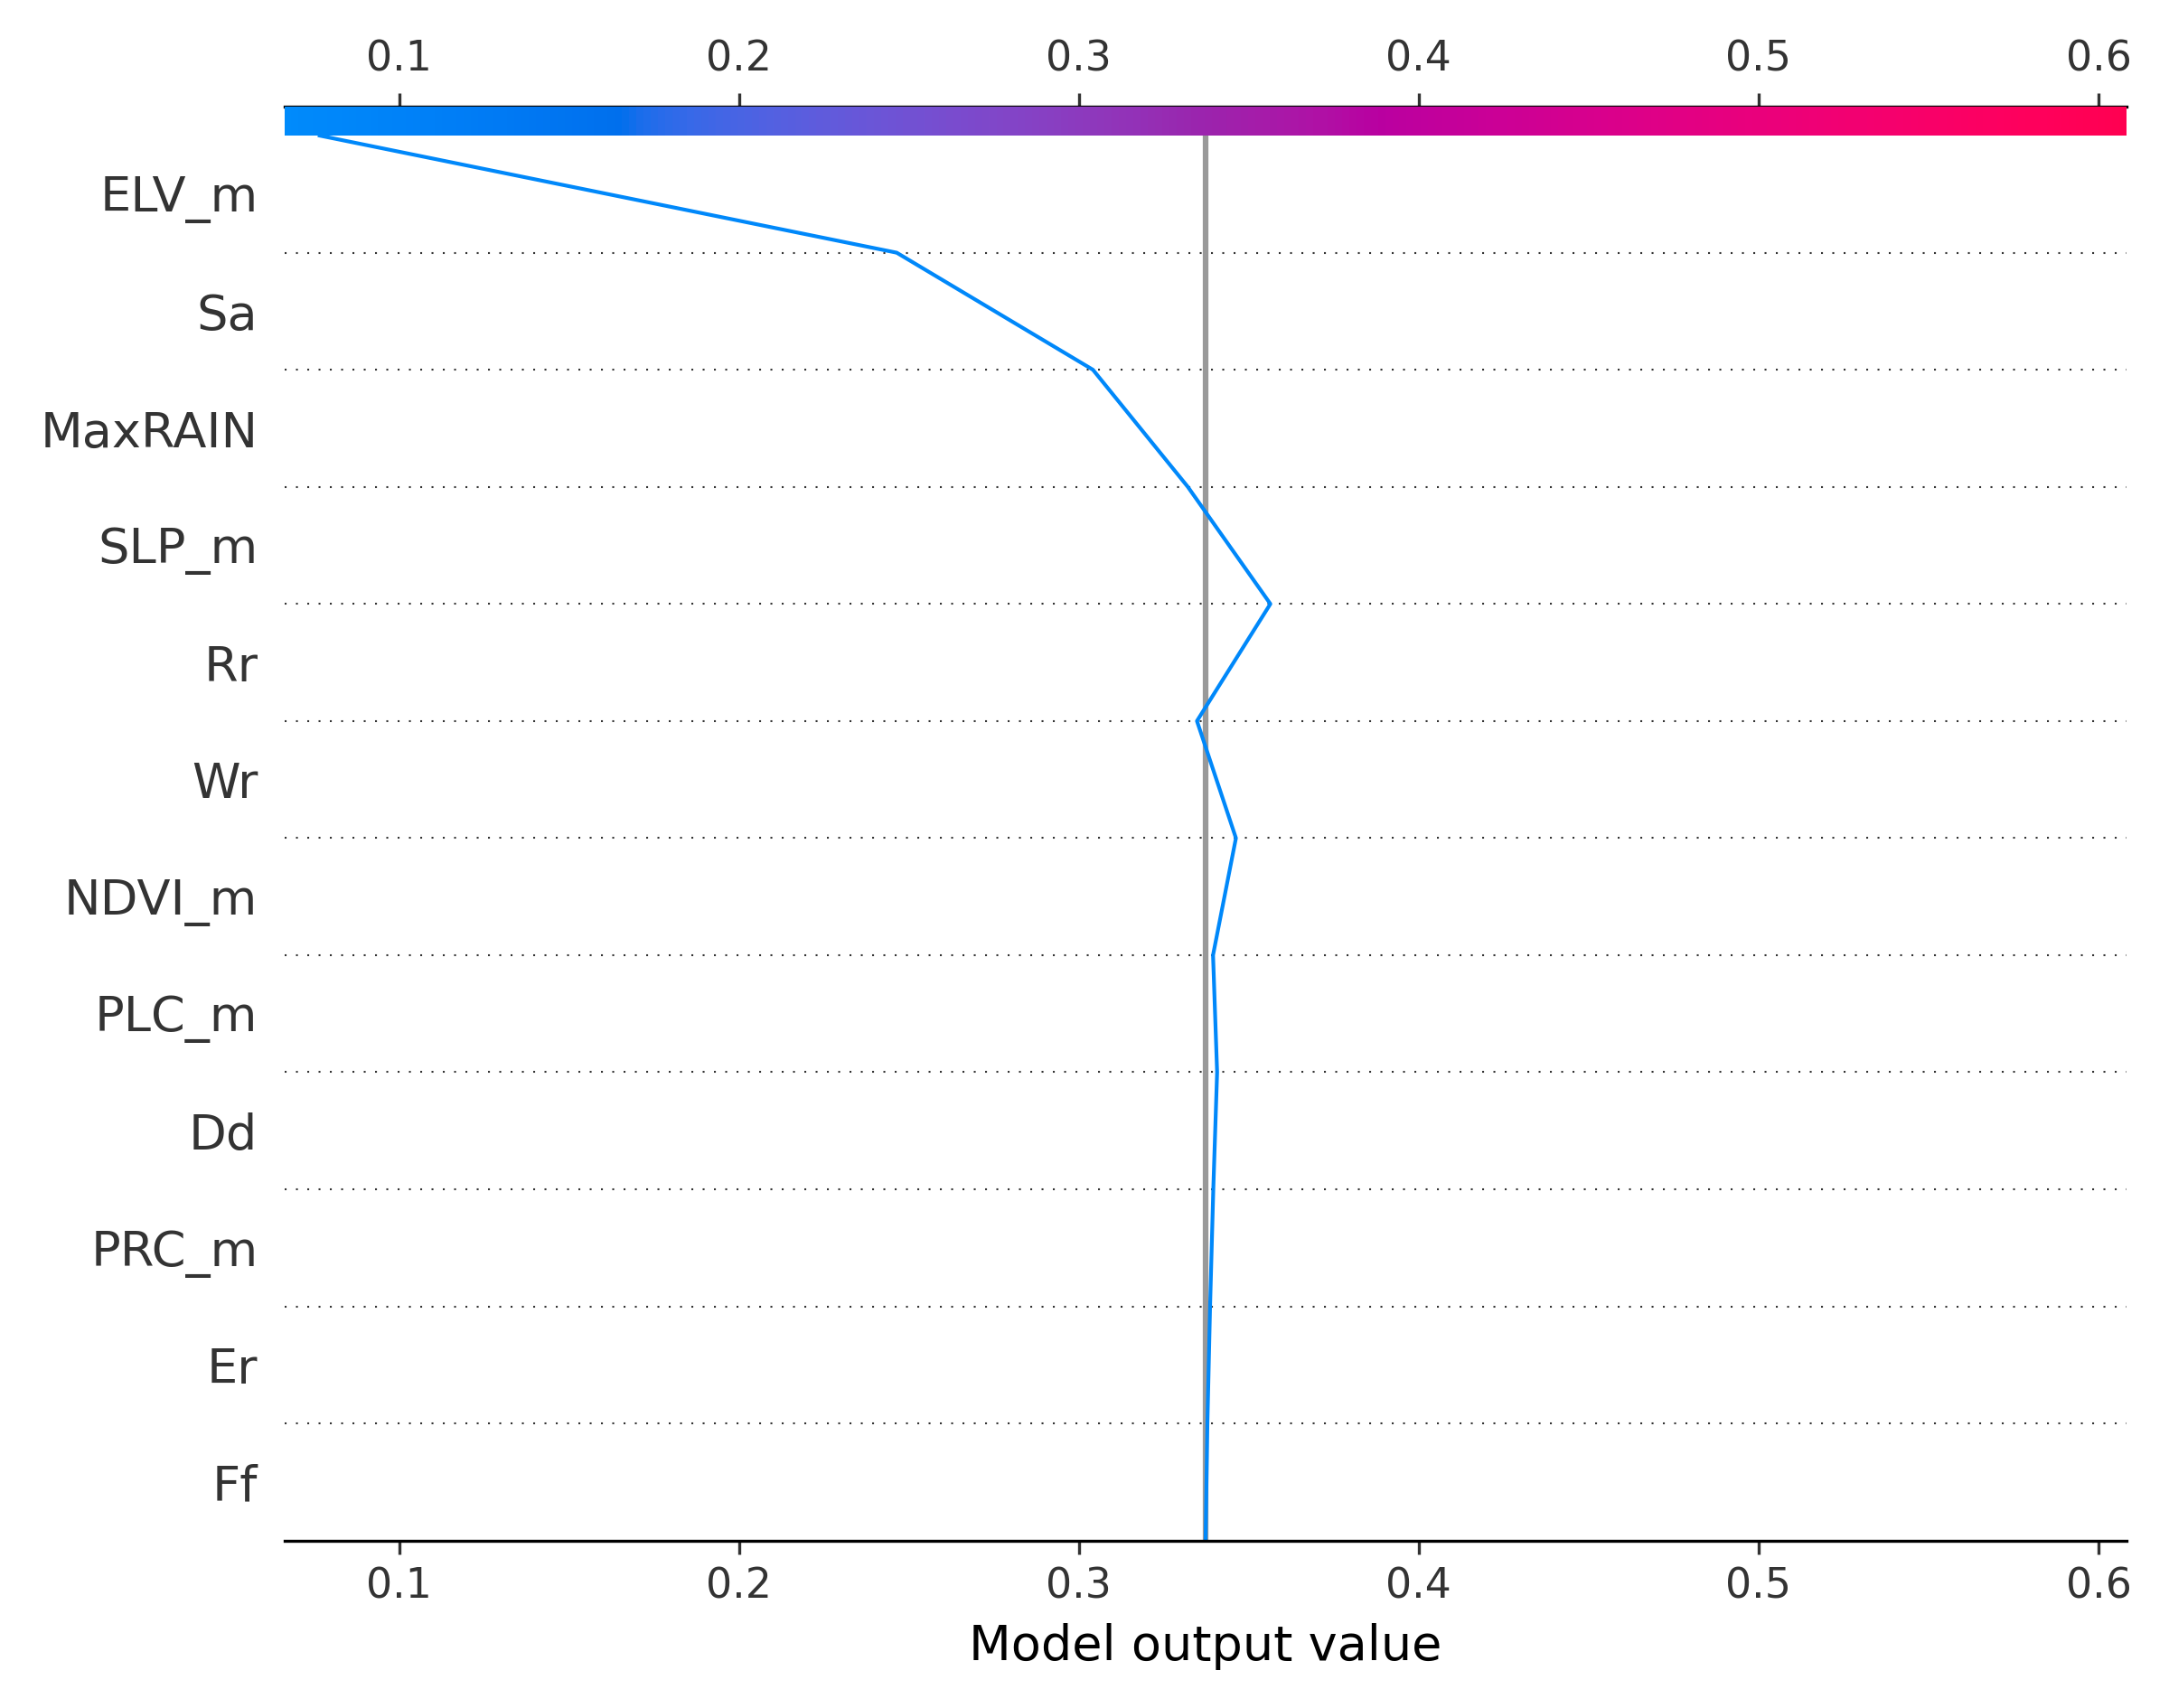 0.1 0.2 0.3 0.4 0.5 0.6
ELV_m
Sa
MaxRAIN
SLP_m
Rr
Wr
NDVI_m
PLC_m
Dd
PRC_m
Er
Ff
0.1 0.2 0.3 0.4 0.5 0.6
Model output value